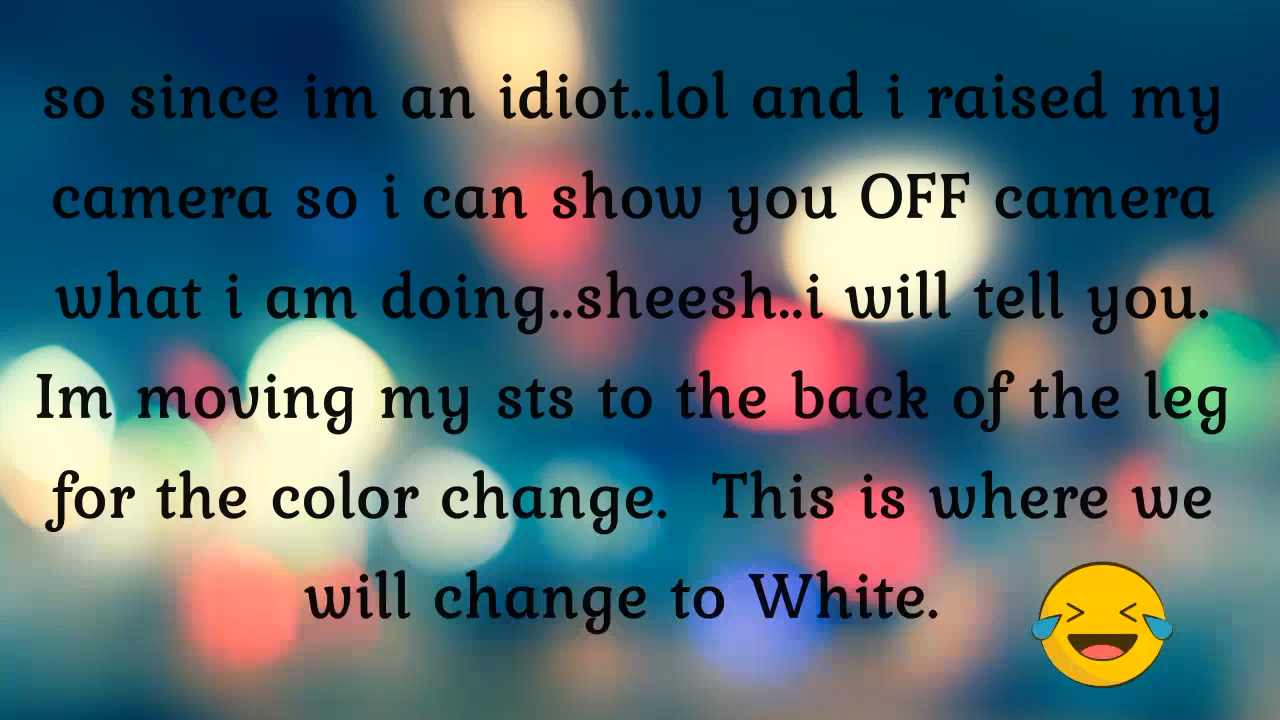 so since im an idiot..lol and i raised my
camera so i can show you OFF camera
what i am doing..sheesh..i will tell you.
Im moving my sts to the back of the leg
for the color change.  This is where we
will change to White.